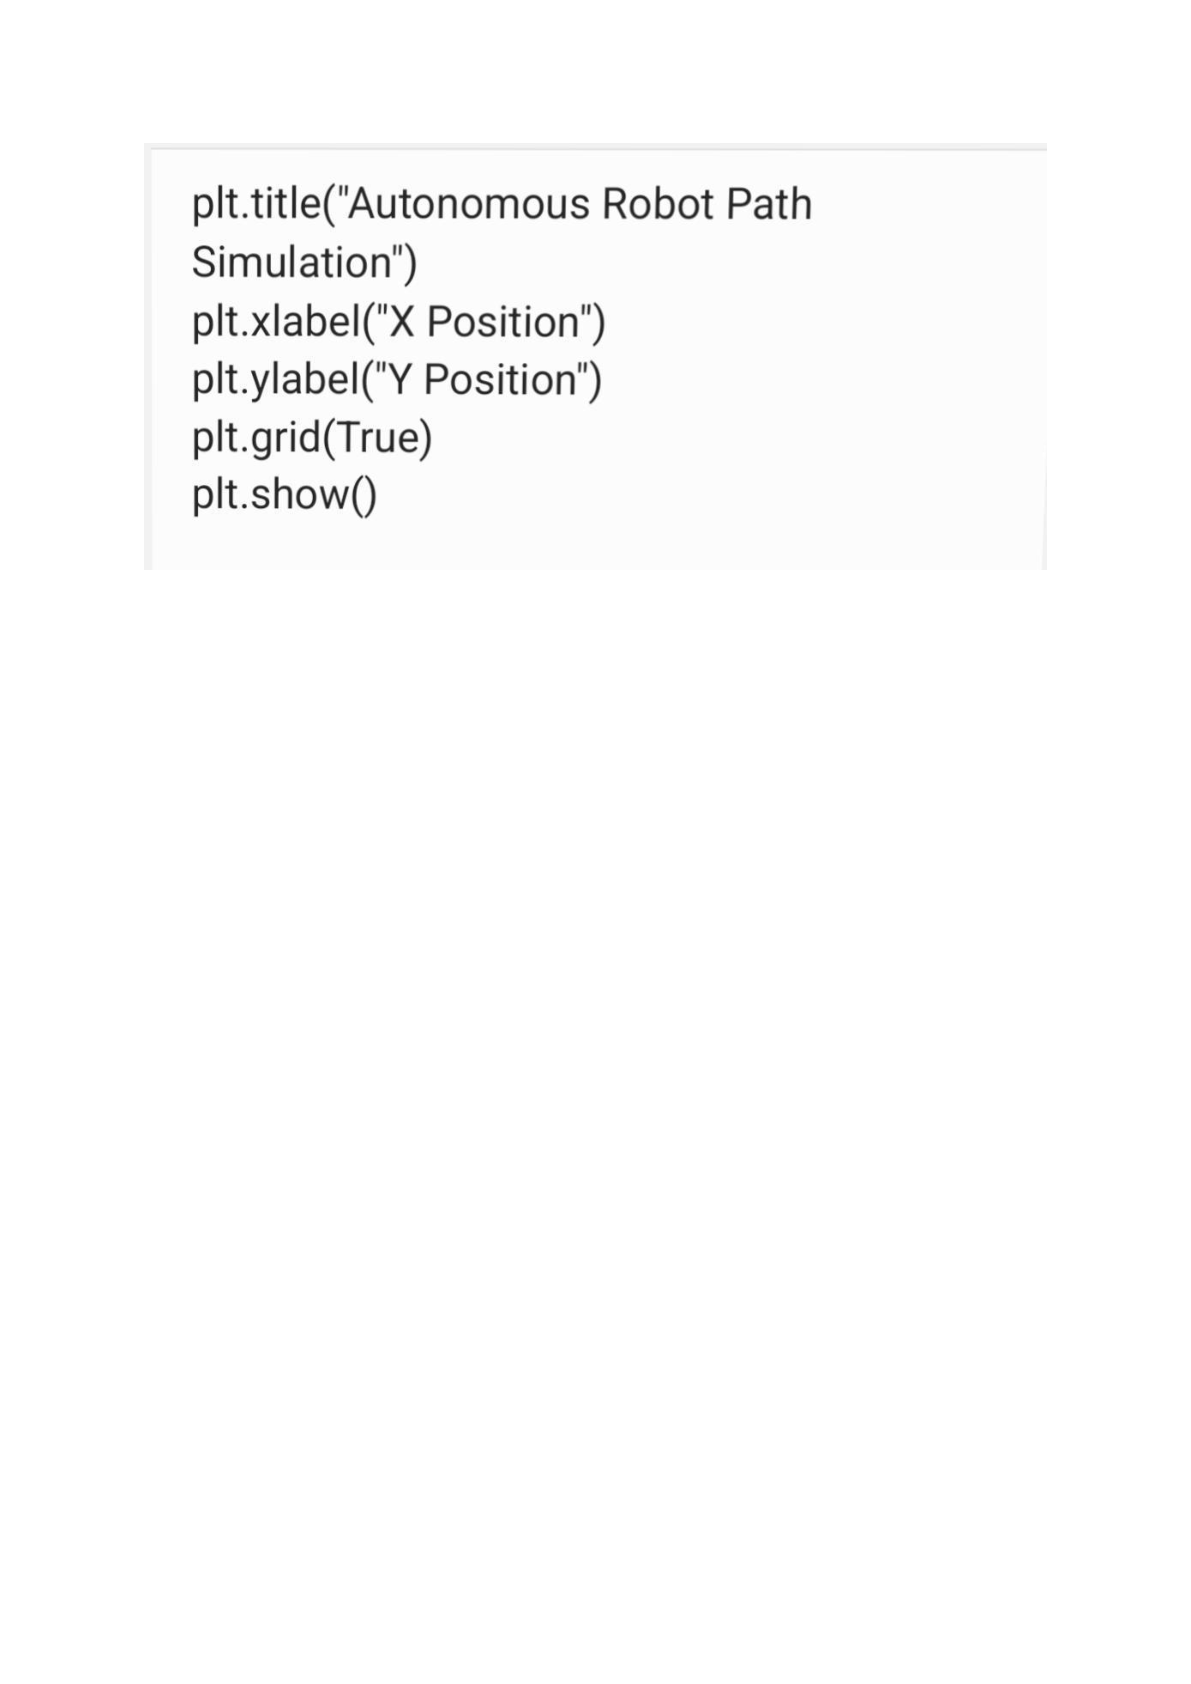 plt.title("Autonomous Robot Path
Simulation")
plt.xlabel("X Position")
plt.ylabel("Y Position")
plt.grid(True)
plt.show()